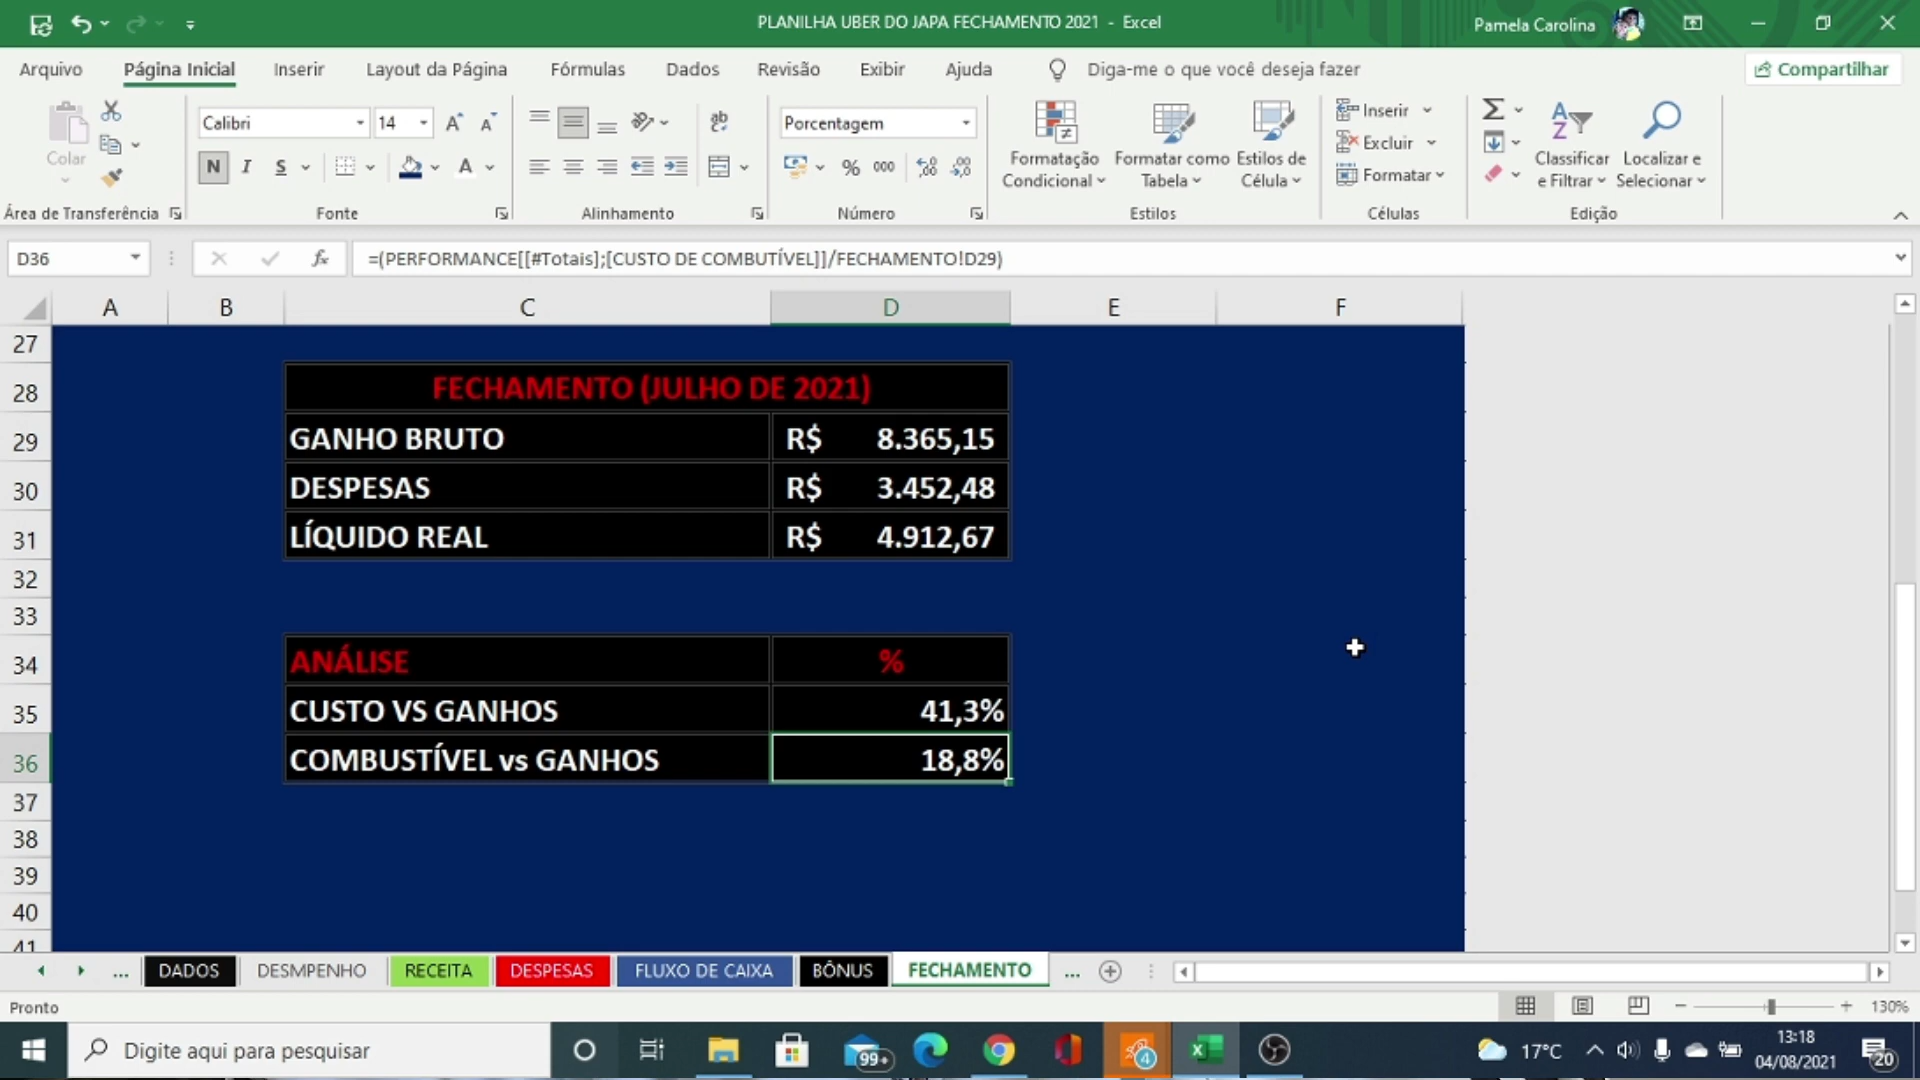 PLANILHA UBER DO JAPA FECHAMENTO 2021 - Excel
Pamela Carolina
Arquivo Página Inicial Inserir Layout da Página Fórmulas Dados Revisão Exibir Ajuda Diga-me o que você deseja fazer Compartilhar
Colar
Calibri 14
N I S
Porcentagem
% 000
Formatação Condicional
Formatar como Tabela
Estilos de Célula
Inserir
Excluir
Formatar
Classificar e Filtrar
Localizar e Selecionar
Área de Transferência Fonte Alinhamento Número Estilos Células Edição
D36 fx =(PERFORMANCE[[#Totais];[CUSTO DE COMBUTÍVEL]]/FECHAMENTO!D29)
A B C D E F
27
28 FECHAMENTO (JULHO DE 2021)
29 GANHO BRUTO R$ 8.365,15
30 DESPESAS R$ 3.452,48
31 LÍQUIDO REAL R$ 4.912,67
32
33
34 ANÁLISE %
35 CUSTO VS GANHOS 41,3%
36 COMBUSTÍVEL vs GANHOS 18,8%
37
38
39
40
41
... DADOS DESMPENHO RECEITA DESPESAS FLUXO DE CAIXA BÔNUS FECHAMENTO ...
Pronto 130%
Digite aqui para pesquisar 99+ 4 17°C 13:18
04/08/2021 20